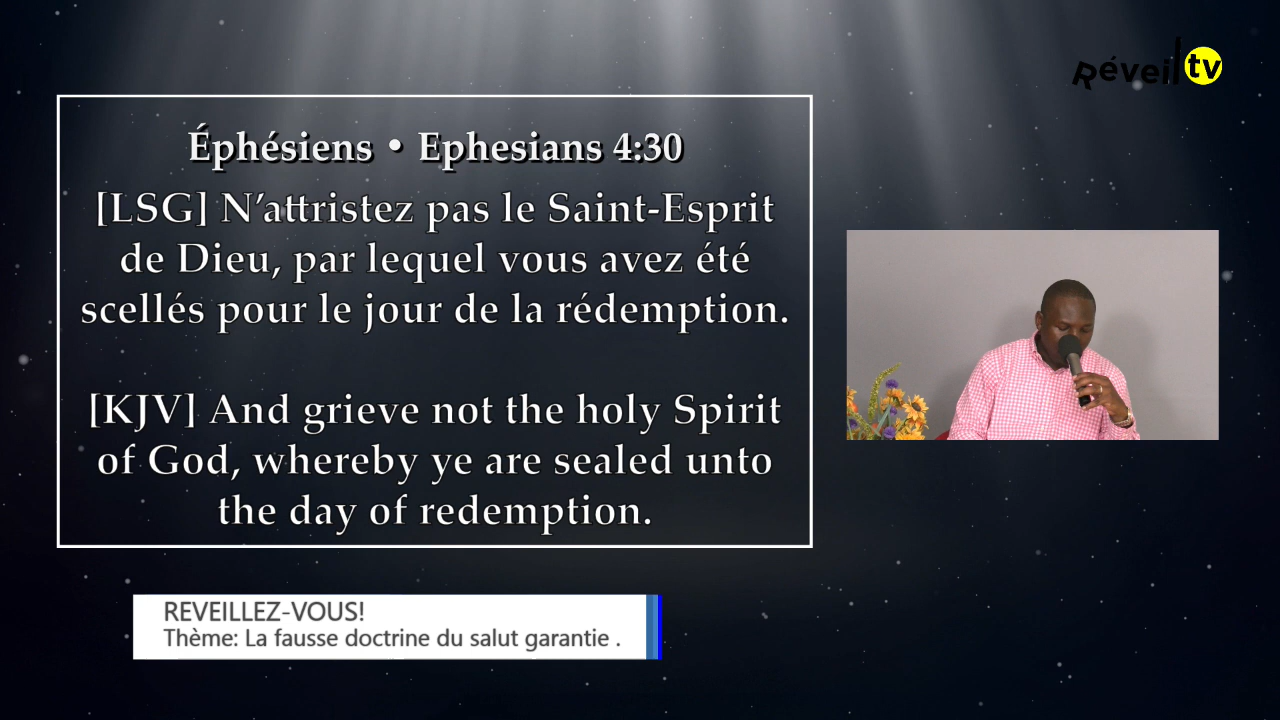 Réveil tv
Éphésiens • Ephesians 4:30
[LSG] N’attristez pas le Saint-Esprit
de Dieu, par lequel vous avez été
scellés pour le jour de la rédemption.
[KJV] And grieve not the holy Spirit
of God, whereby ye are sealed unto
the day of redemption.
REVEILLEZ-VOUS!
Thème: La fausse doctrine du salut garantie .